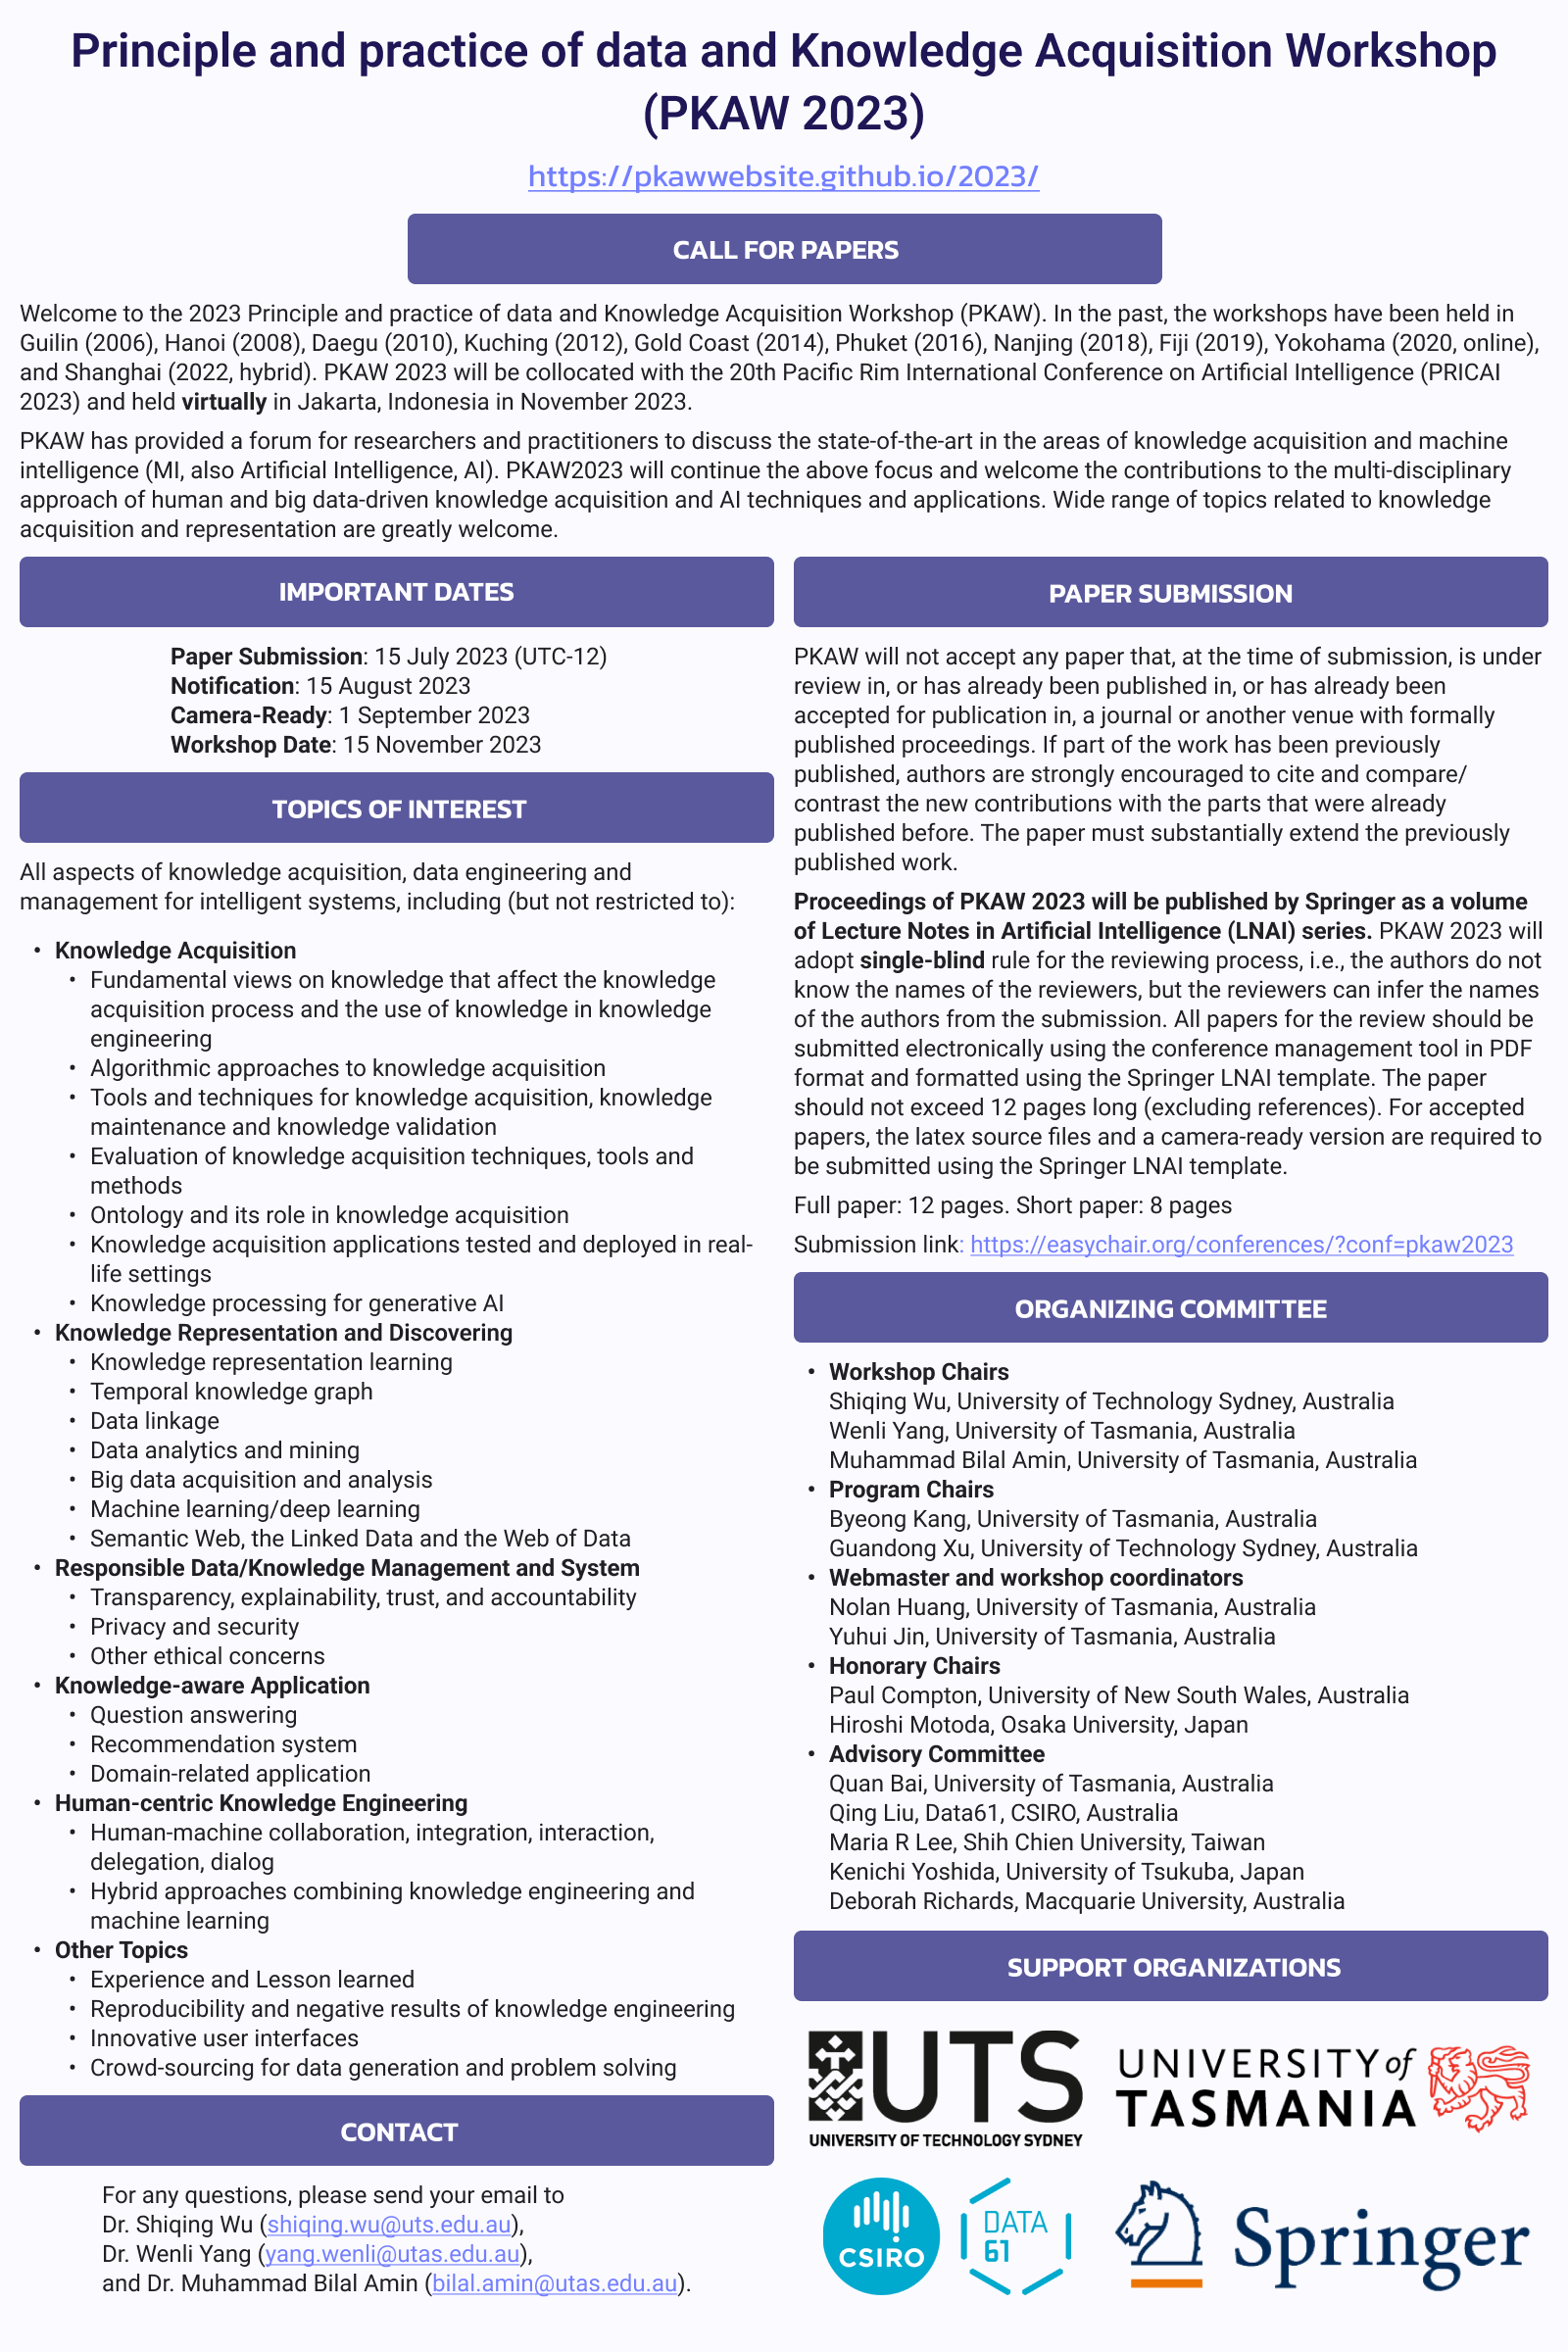 Principle and practice of data and Knowledge Acquisition Workshop
(PKAW 2023)
https://pkawwebsite.github.io/2023/
CALL FOR PAPERS
Welcome to the 2023 Principle and practice of data and Knowledge Acquisition Workshop (PKAW). In the past, the workshops have been held in
Guilin (2006), Hanoi (2008), Daegu (2010), Kuching (2012), Gold Coast (2014), Phuket (2016), Nanjing (2018), Fiji (2019), Yokohama (2020, online),
and Shanghai (2022, hybrid). PKAW 2023 will be collocated with the 20th Pacific Rim International Conference on Artificial Intelligence (PRICAI
2023) and held virtually in Jakarta, Indonesia in November 2023.
PKAW has provided a forum for researchers and practitioners to discuss the state-of-the-art in the areas of knowledge acquisition and machine
intelligence (MI, also Artificial Intelligence, AI). PKAW2023 will continue the above focus and welcome the contributions to the multi-disciplinary
approach of human and big data-driven knowledge acquisition and AI techniques and applications. Wide range of topics related to knowledge
acquisition and representation are greatly welcome.
IMPORTANT DATES
Paper Submission: 15 July 2023 (UTC-12)
Notification: 15 August 2023
Camera-Ready: 1 September 2023
Workshop Date: 15 November 2023
TOPICS OF INTEREST
All aspects of knowledge acquisition, data engineering and
management for intelligent systems, including (but not restricted to):
• Knowledge Acquisition
• Fundamental views on knowledge that affect the knowledge
acquisition process and the use of knowledge in knowledge
engineering
• Algorithmic approaches to knowledge acquisition
• Tools and techniques for knowledge acquisition, knowledge
maintenance and knowledge validation
• Evaluation of knowledge acquisition techniques, tools and
methods
• Ontology and its role in knowledge acquisition
• Knowledge acquisition applications tested and deployed in real-
life settings
• Knowledge processing for generative AI
• Knowledge Representation and Discovering
• Knowledge representation learning
• Temporal knowledge graph
• Data linkage
• Data analytics and mining
• Big data acquisition and analysis
• Machine learning/deep learning
• Semantic Web, the Linked Data and the Web of Data
• Responsible Data/Knowledge Management and System
• Transparency, explainability, trust, and accountability
• Privacy and security
• Other ethical concerns
• Knowledge-aware Application
• Question answering
• Recommendation system
• Domain-related application
• Human-centric Knowledge Engineering
• Human-machine collaboration, integration, interaction,
delegation, dialog
• Hybrid approaches combining knowledge engineering and
machine learning
• Other Topics
• Experience and Lesson learned
• Reproducibility and negative results of knowledge engineering
• Innovative user interfaces
• Crowd-sourcing for data generation and problem solving
CONTACT
For any questions, please send your email to
Dr. Shiqing Wu (shiqing.wu@uts.edu.au),
Dr. Wenli Yang (yang.wenli@utas.edu.au),
and Dr. Muhammad Bilal Amin (bilal.amin@utas.edu.au).
PAPER SUBMISSION
PKAW will not accept any paper that, at the time of submission, is under
review in, or has already been published in, or has already been
accepted for publication in, a journal or another venue with formally
published proceedings. If part of the work has been previously
published, authors are strongly encouraged to cite and compare/
contrast the new contributions with the parts that were already
published before. The paper must substantially extend the previously
published work.
Proceedings of PKAW 2023 will be published by Springer as a volume
of Lecture Notes in Artificial Intelligence (LNAI) series. PKAW 2023 will
adopt single-blind rule for the reviewing process, i.e., the authors do not
know the names of the reviewers, but the reviewers can infer the names
of the authors from the submission. All papers for the review should be
submitted electronically using the conference management tool in PDF
format and formatted using the Springer LNAI template. The paper
should not exceed 12 pages long (excluding references). For accepted
papers, the latex source files and a camera-ready version are required to
be submitted using the Springer LNAI template.
Full paper: 12 pages. Short paper: 8 pages
Submission link: https://easychair.org/conferences/?conf=pkaw2023
ORGANIZING COMMITTEE
• Workshop Chairs
Shiqing Wu, University of Technology Sydney, Australia
Wenli Yang, University of Tasmania, Australia
Muhammad Bilal Amin, University of Tasmania, Australia
• Program Chairs
Byeong Kang, University of Tasmania, Australia
Guandong Xu, University of Technology Sydney, Australia
• Webmaster and workshop coordinators
Nolan Huang, University of Tasmania, Australia
Yuhui Jin, University of Tasmania, Australia
• Honorary Chairs
Paul Compton, University of New South Wales, Australia
Hiroshi Motoda, Osaka University, Japan
• Advisory Committee
Quan Bai, University of Tasmania, Australia
Qing Liu, Data61, CSIRO, Australia
Maria R Lee, Shih Chien University, Taiwan
Kenichi Yoshida, University of Tsukuba, Japan
Deborah Richards, Macquarie University, Australia
SUPPORT ORGANIZATIONS
UTS
UNIVERSITY OF TECHNOLOGY SYDNEY
UNIVERSITY of
TASMANIA
CSIRO
DATA
61
Springer